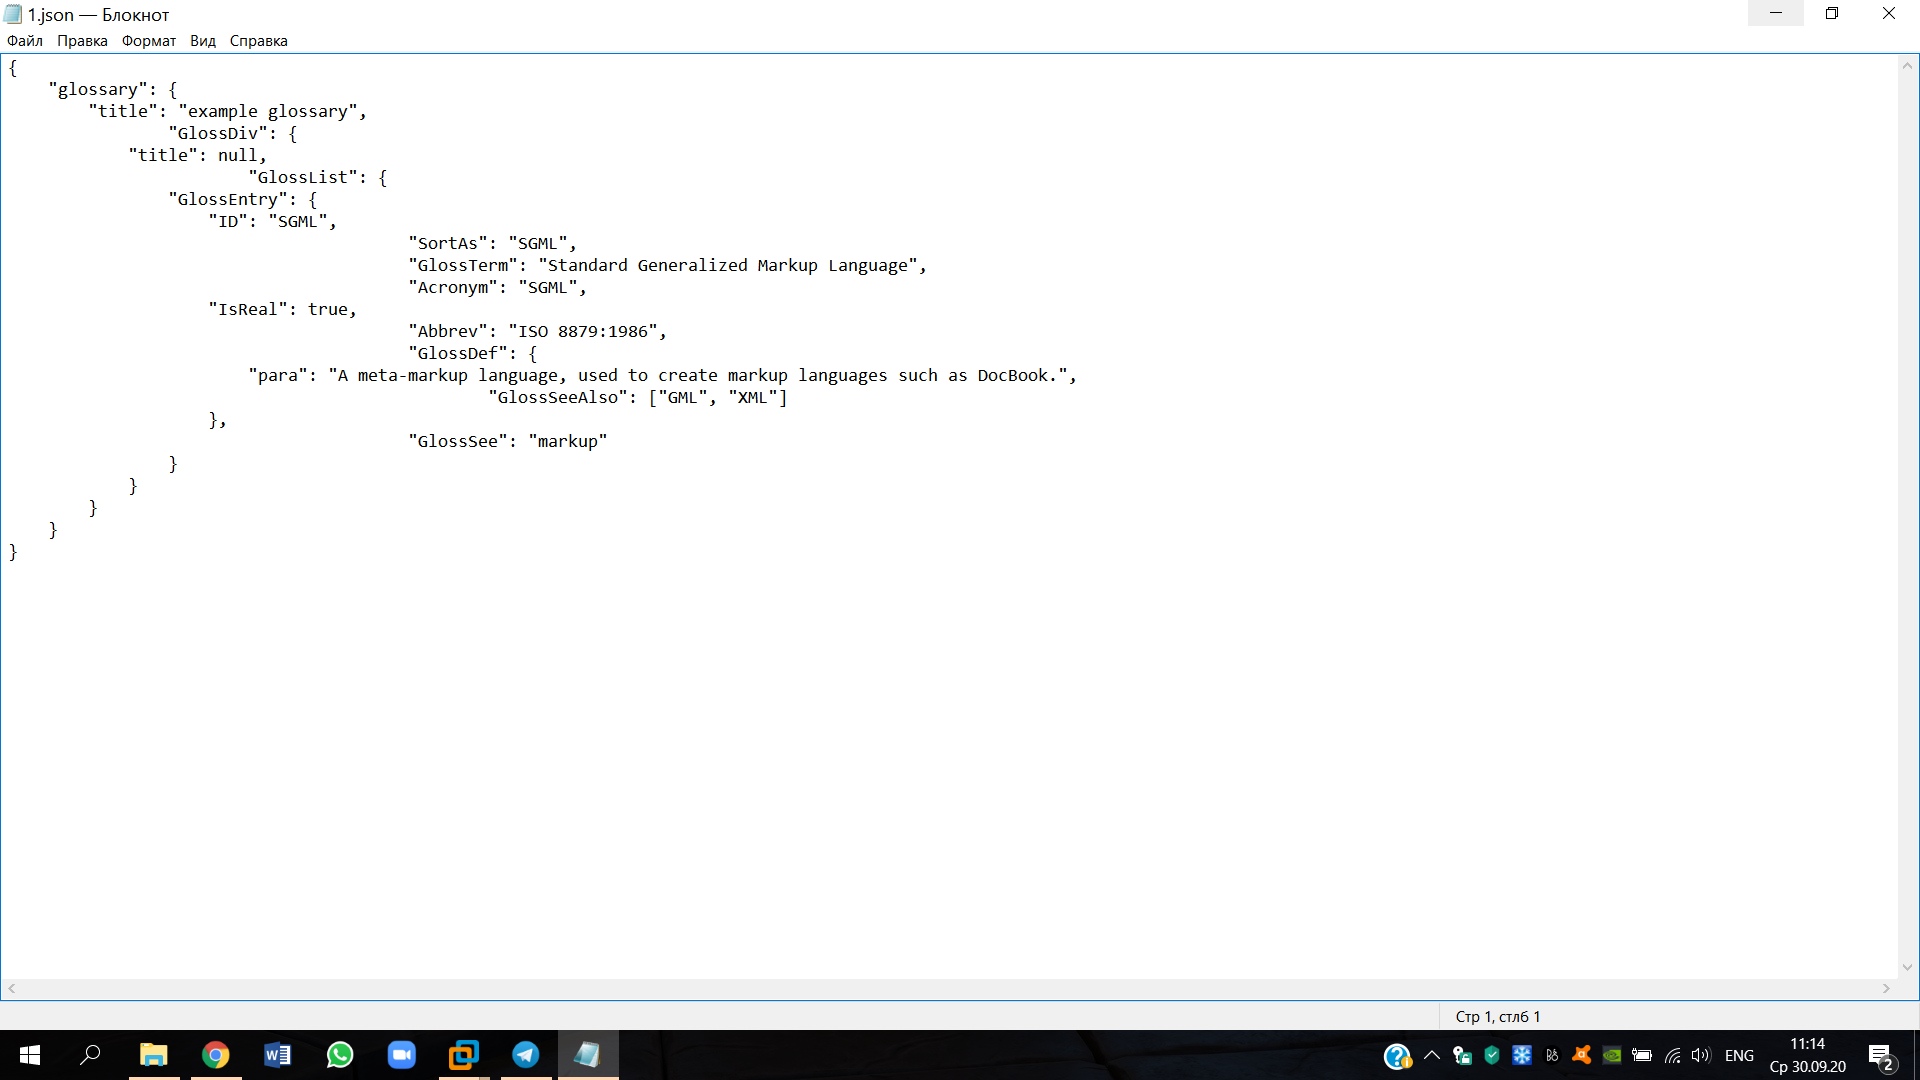 1.json — Блокнот
Файл Правка Формат Вид Справка
{
    "glossary": {
        "title": "example glossary",
                "GlossDiv": {
            "title": null,
                        "GlossList": {
                "GlossEntry": {
                    "ID": "SGML",
                                        "SortAs": "SGML",
                                        "GlossTerm": "Standard Generalized Markup Language",
                                        "Acronym": "SGML",
                    "IsReal": true,
                                        "Abbrev": "ISO 8879:1986",
                                        "GlossDef": {
                        "para": "A meta-markup language, used to create markup languages such as DocBook.",
                                                "GlossSeeAlso": ["GML", "XML"]
                    },
                                        "GlossSee": "markup"
                }
            }
        }
    }
}
Стр 1, стлб 1
ENG
11:14
Ср 30.09.20
2